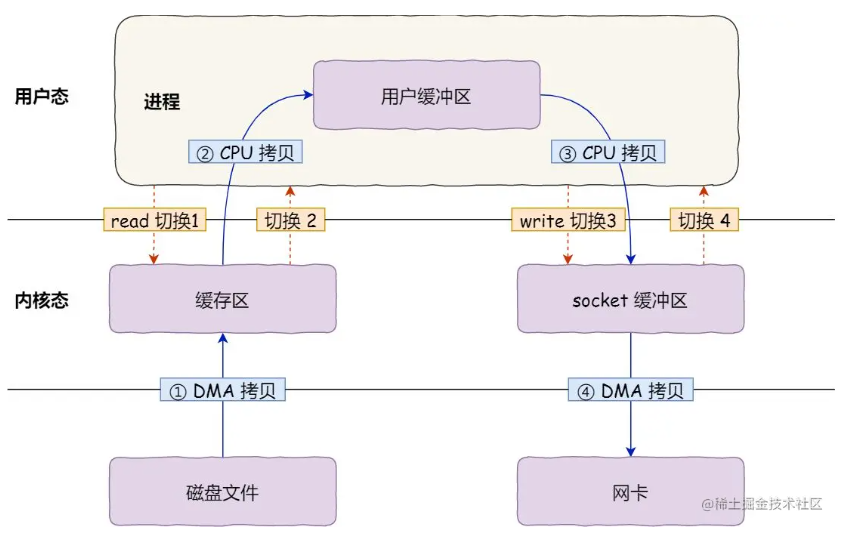 用户态
进程
用户缓冲区
② CPU 拷贝
③ CPU 拷贝
read 切换1
切换 2
write 切换3
切换 4
内核态
缓存区
socket 缓冲区
① DMA 拷贝
④ DMA 拷贝
磁盘文件
网卡
@稀土掘金技术社区